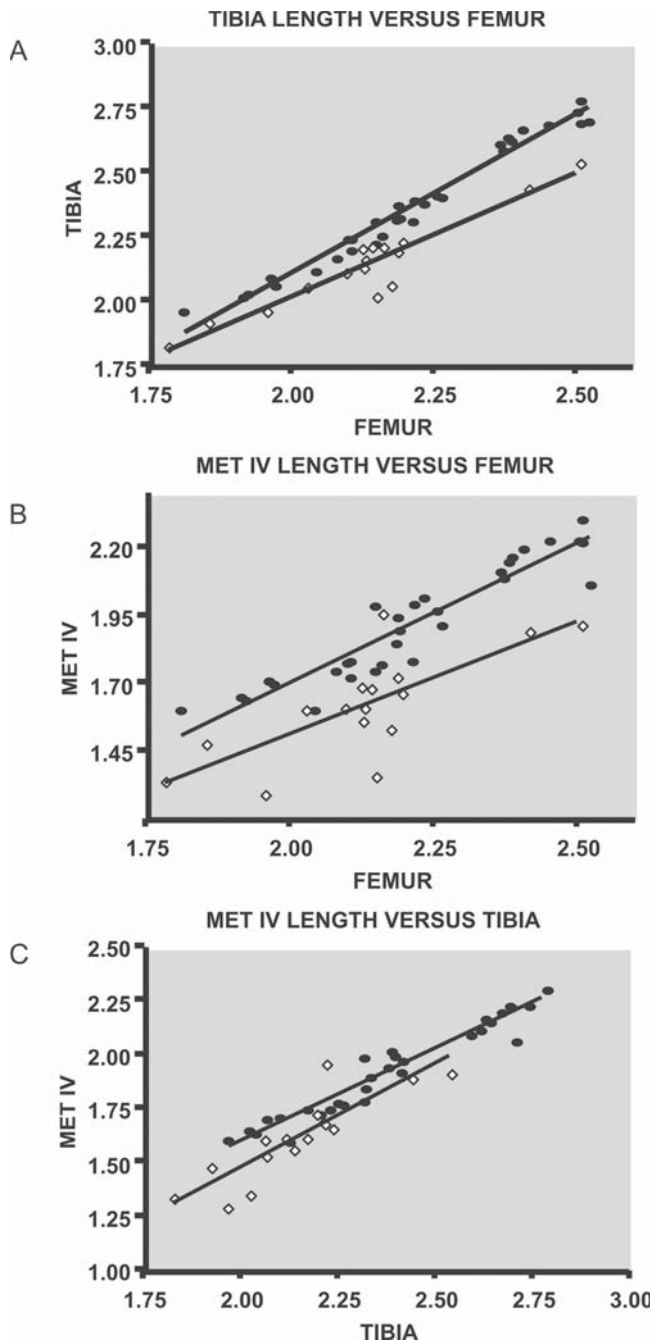 TIBIA LENGTH VERSUS FEMUR
A
3.00
2.75
2.50
2.25
2.00
1.75
TIBIA
1.75 2.00 2.25 2.50
FEMUR
MET IV LENGTH VERSUS FEMUR
B
2.20
1.95
1.70
1.45
MET IV
1.75 2.00 2.25 2.50
FEMUR
MET IV LENGTH VERSUS TIBIA
C
2.50
2.25
2.00
1.75
1.50
1.25
1.00
MET IV
1.75 2.00 2.25 2.50 2.75 3.00
TIBIA